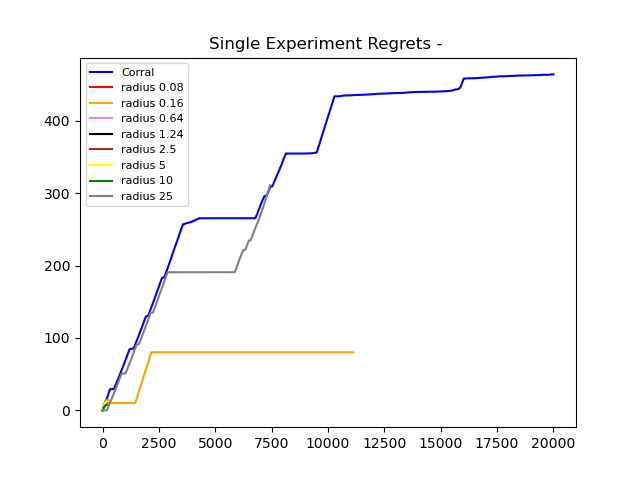 Single Experiment Regrets -
Corral
radius 0.08
radius 0.16
radius 0.64
radius 1.24
radius 2.5
radius 5
radius 10
radius 25
400
300
200
100
0
0 2500 5000 7500 10000 12500 15000 17500 20000